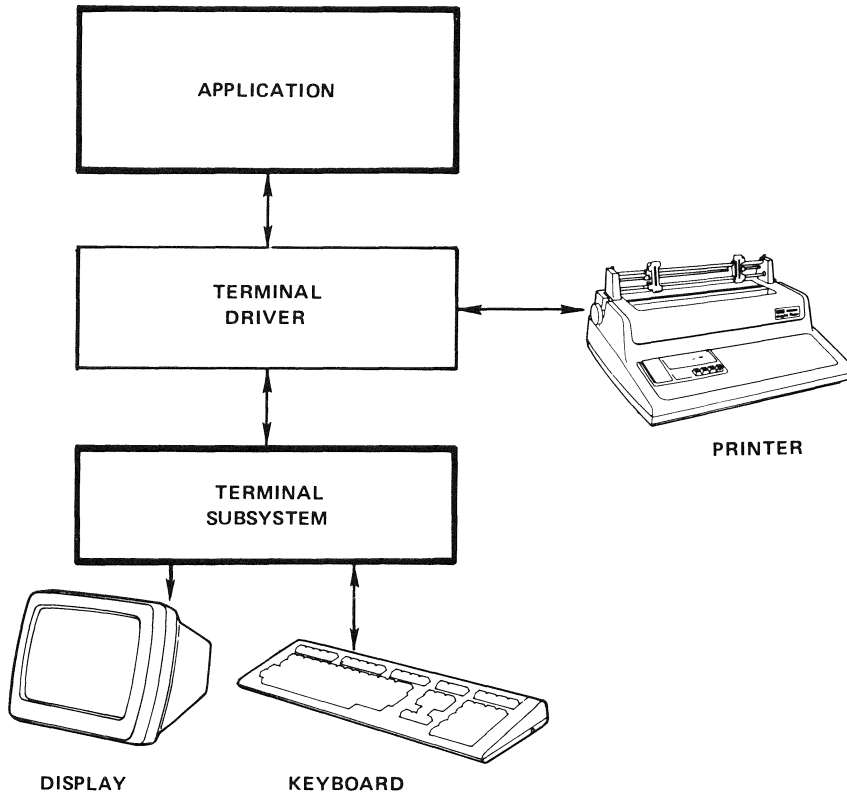 APPLICATION
TERMINAL
DRIVER
PRINTER
TERMINAL
SUBSYSTEM
DISPLAY
KEYBOARD